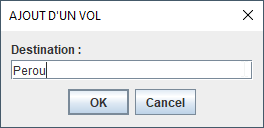 AJOUT D'UN VOL
Destination :
Perou
OK Cancel